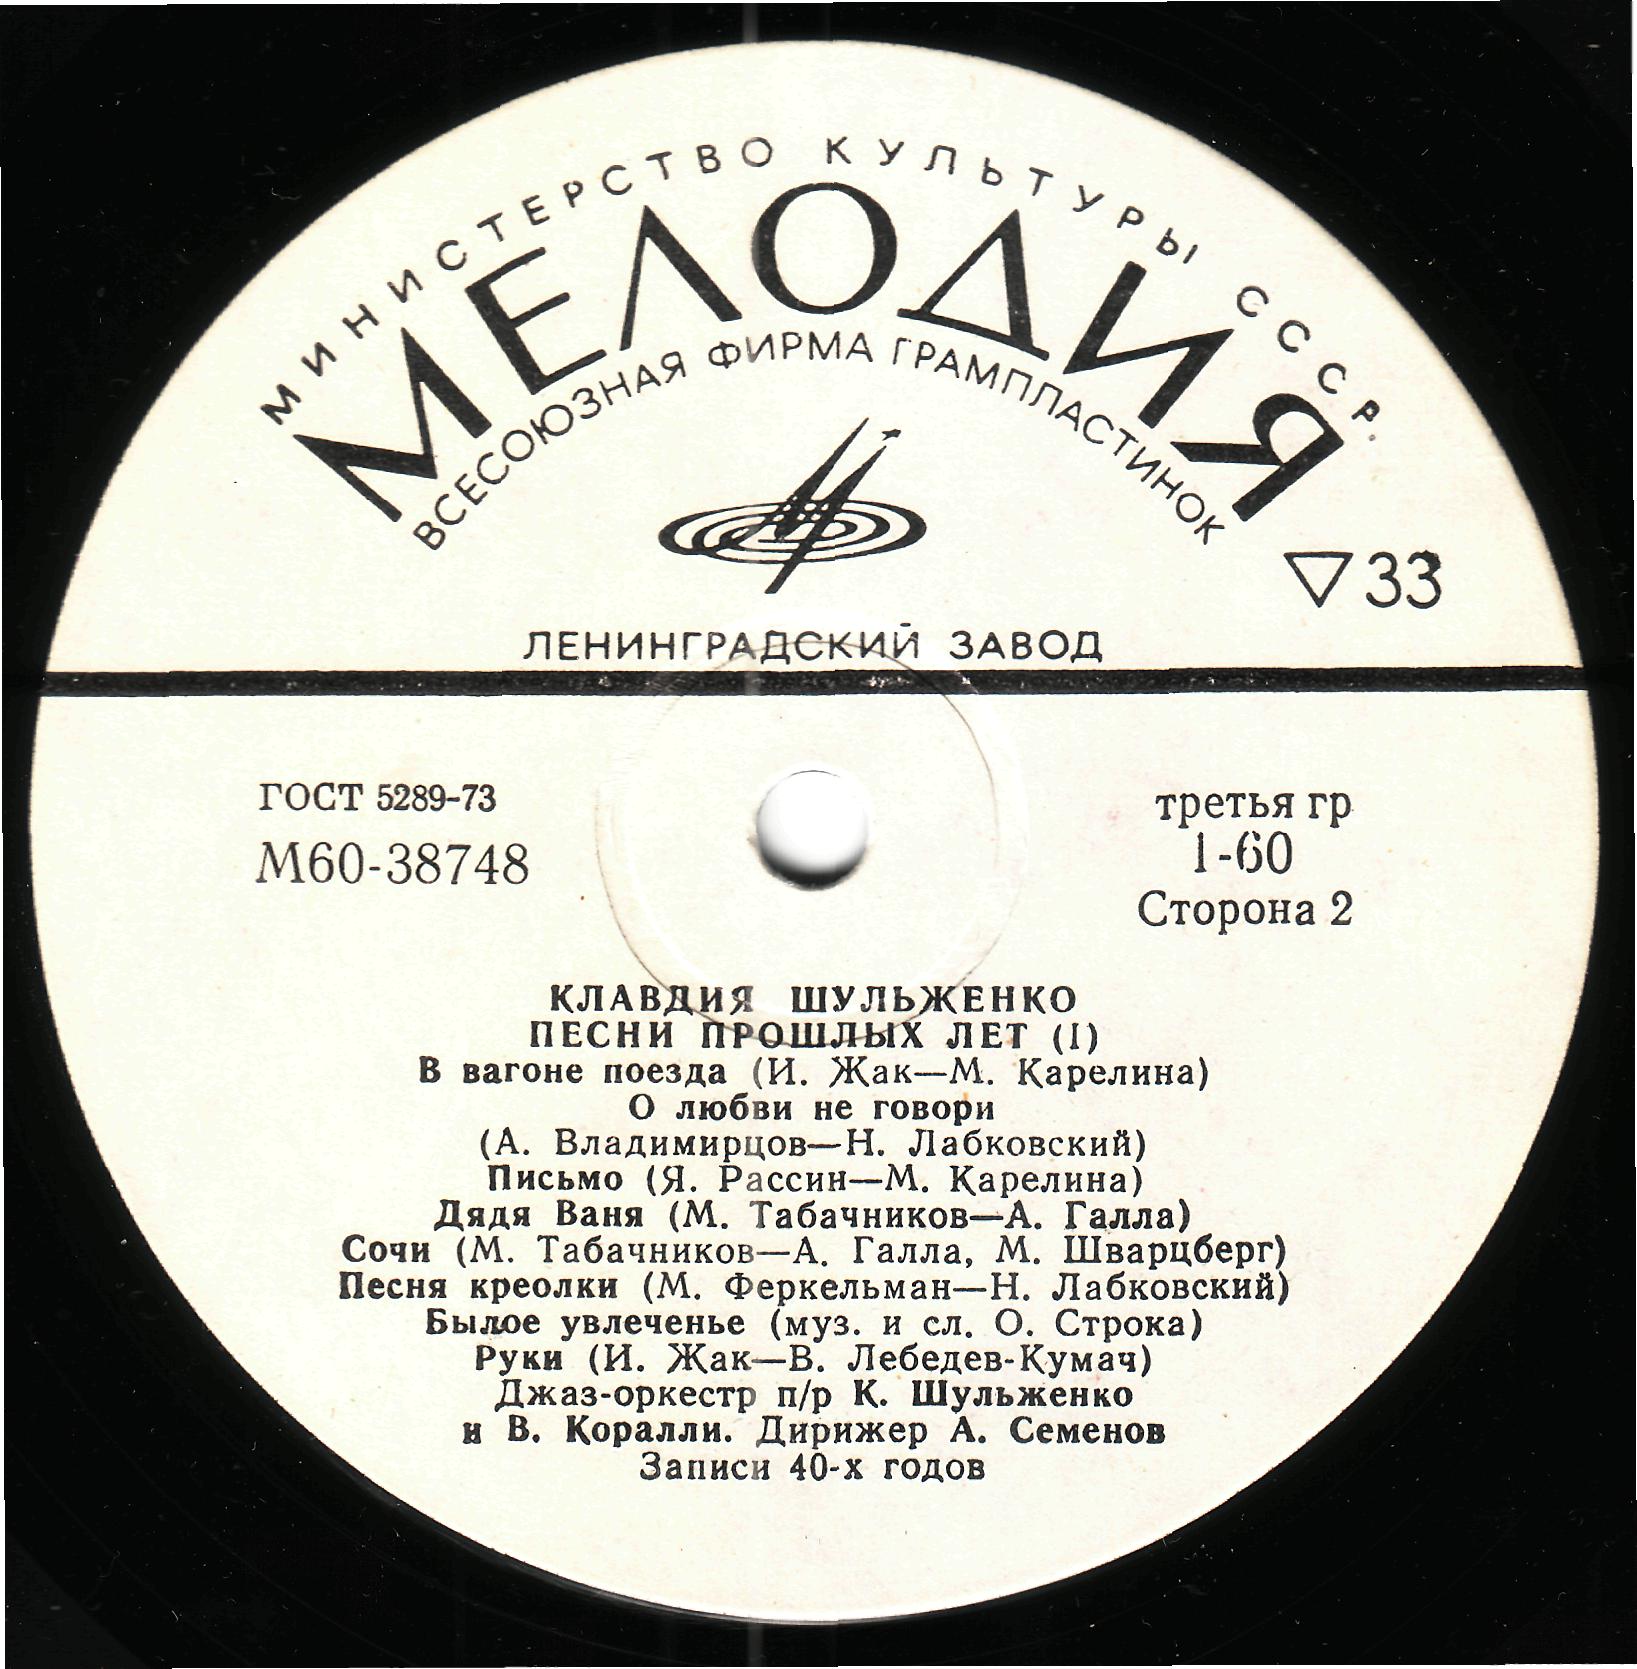 МИНИСТЕРСТВО КУЛЬТУРЫ СССР.
МЕЛОДИЯ
ВСЕСОЮЗНАЯ ФИРМА ГРАМПЛАСТИНОК
▽33
ЛЕНИНГРАДСКИЙ ЗАВОД
ГОСТ 5289-73
М60-38748
третья гр
1-60
Сторона 2
КЛАВДИЯ ШУЛЬЖЕНКО
ПЕСНИ ПРОШЛЫХ ЛЕТ (I)
В вагоне поезда (И. Жак—М. Карелина)
О любви не говори
(А. Владимирцов—Н. Лабковский)
Письмо (Я. Рассин—М. Карелина)
Дядя Ваня (М. Табачников—А. Галла)
Сочи (М. Табачников—А. Галла, М. Шварцберг)
Песня креолки (М. Феркельман—Н. Лабковский)
Былое увлеченье (муз. и сл. О. Строка)
Руки (И. Жак—В. Лебедев-Кумач)
Джаз-оркестр п/р К. Шульженко
и В. Коралли. Дирижер А. Семенов
Записи 40-х годов